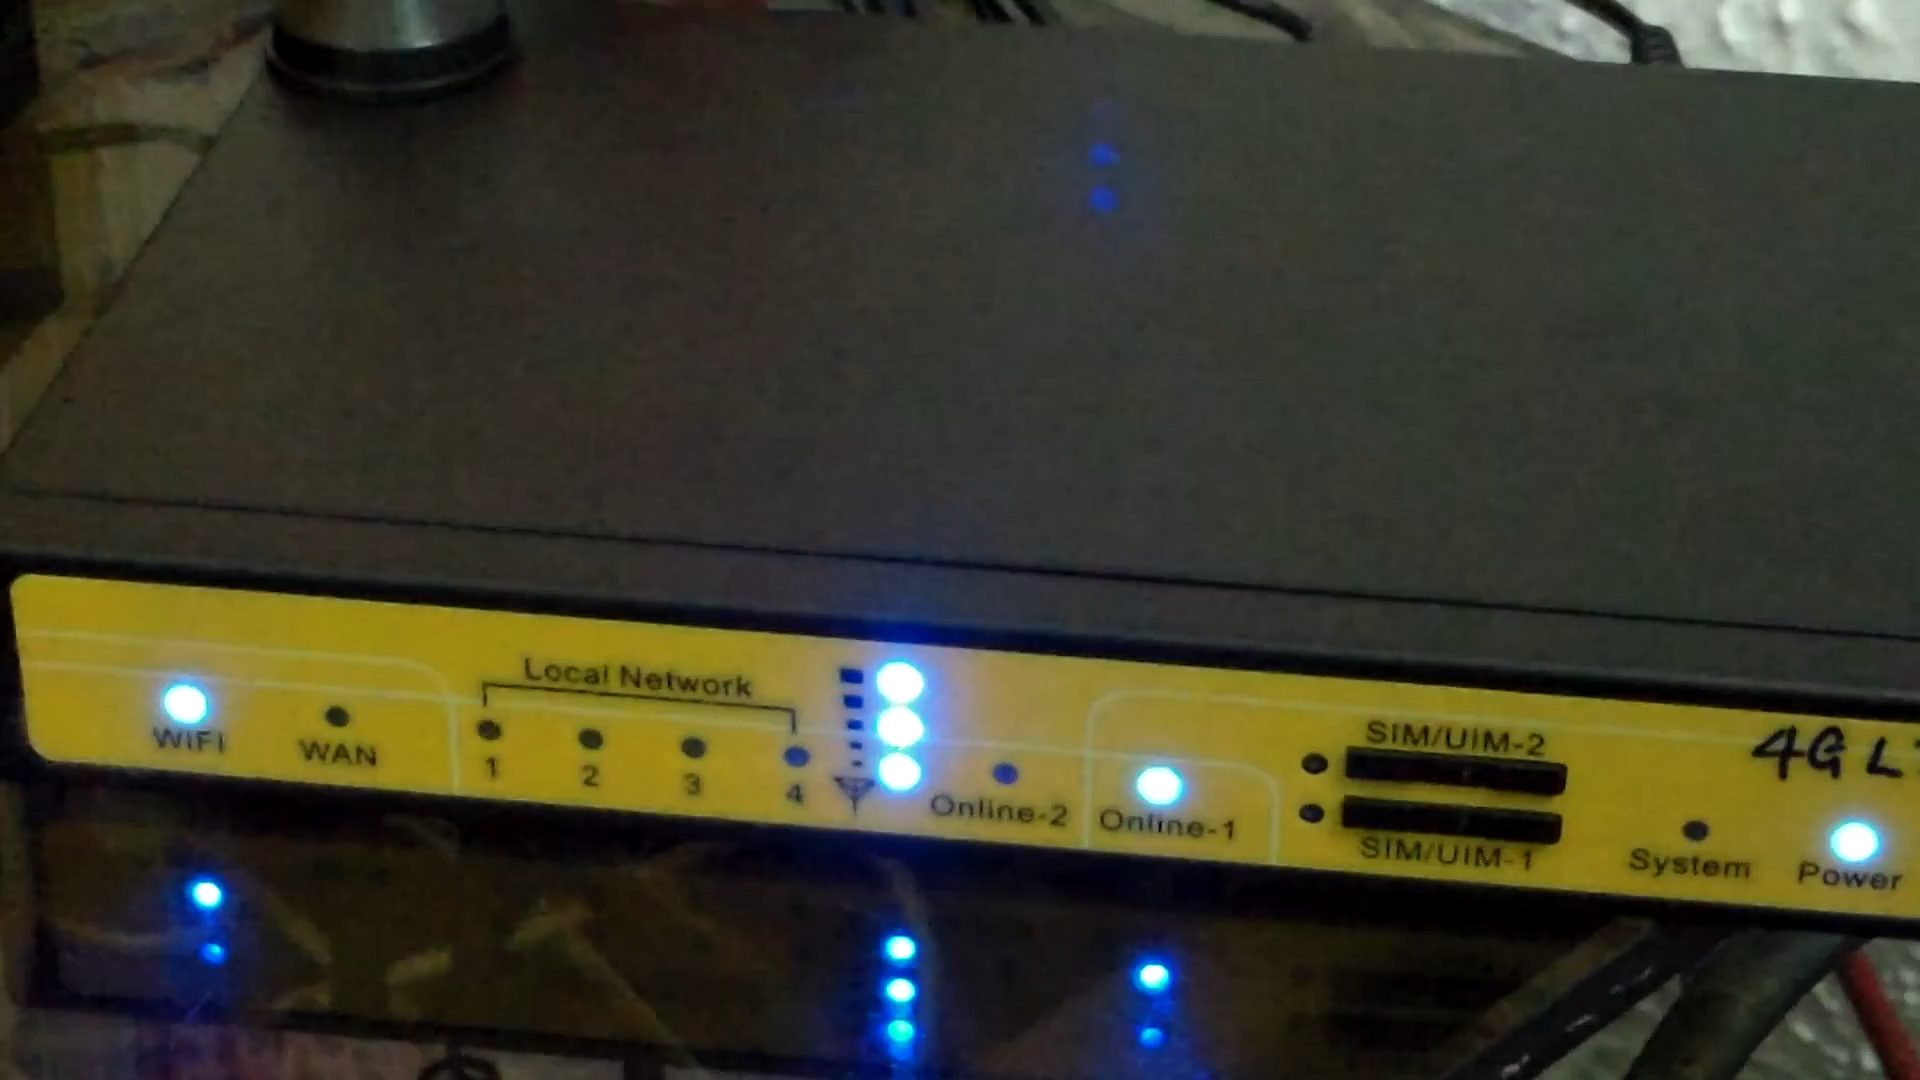 Local Network
WIFI
WAN
1
2
3
4
Online-2
Online-1
SIM/UIM-2
SIM/UIM-1
System
4G
Power